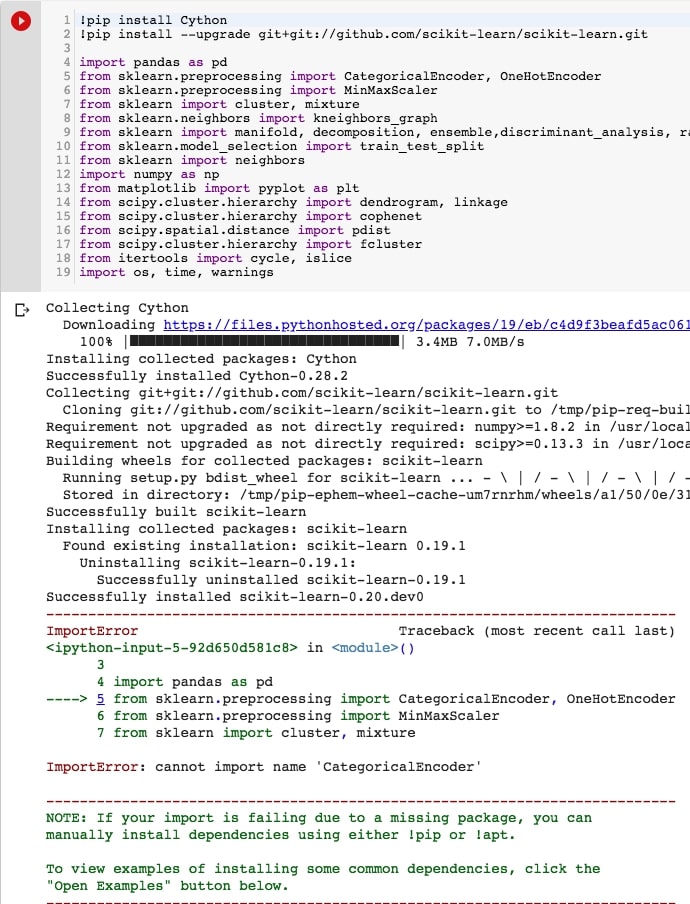 1 !pip install Cython
2 !pip install --upgrade git+git://github.com/scikit-learn/scikit-learn.git
3
4 import pandas as pd
5 from sklearn.preprocessing import CategoricalEncoder, OneHotEncoder
6 from sklearn.preprocessing import MinMaxScaler
7 from sklearn import cluster, mixture
8 from sklearn.neighbors import kneighbors_graph
9 from sklearn import manifold, decomposition, ensemble,discriminant_analysis, ra
10 from sklearn.model_selection import train_test_split
11 from sklearn import neighbors
12 import numpy as np
13 from matplotlib import pyplot as plt
14 from scipy.cluster.hierarchy import dendrogram, linkage
15 from scipy.cluster.hierarchy import cophenet
16 from scipy.spatial.distance import pdist
17 from scipy.cluster.hierarchy import fcluster
18 from itertools import cycle, islice
19 import os, time, warnings
Collecting Cython
Downloading https://files.pythonhosted.org/packages/19/eb/c4d9f3beafd5ac061
100% |████████████████████████████████| 3.4MB 7.0MB/s
Installing collected packages: Cython
Successfully installed Cython-0.28.2
Collecting git+git://github.com/scikit-learn/scikit-learn.git
Cloning git://github.com/scikit-learn/scikit-learn.git to /tmp/pip-req-buil
Requirement not upgraded as not directly required: numpy>=1.8.2 in /usr/local
Requirement not upgraded as not directly required: scipy>=0.13.3 in /usr/loca
Building wheels for collected packages: scikit-learn
Running setup.py bdist_wheel for scikit-learn ... - \ | / - \ | / - \ | / -
Stored in directory: /tmp/pip-ephem-wheel-cache-um7rnrhm/wheels/a1/50/0e/31
Successfully built scikit-learn
Installing collected packages: scikit-learn
Found existing installation: scikit-learn 0.19.1
Uninstalling scikit-learn-0.19.1:
Successfully uninstalled scikit-learn-0.19.1
Successfully installed scikit-learn-0.20.dev0
---------------------------------------------------------------------------
ImportError Traceback (most recent call last)
<ipython-input-5-92d650d581c8> in <module>()
3
4 import pandas as pd
----> 5 from sklearn.preprocessing import CategoricalEncoder, OneHotEncoder
6 from sklearn.preprocessing import MinMaxScaler
7 from sklearn import cluster, mixture
ImportError: cannot import name 'CategoricalEncoder'
---------------------------------------------------------------------------
NOTE: If your import is failing due to a missing package, you can
manually install dependencies using either !pip or !apt.
To view examples of installing some common dependencies, click the
"Open Examples" button below.
---------------------------------------------------------------------------